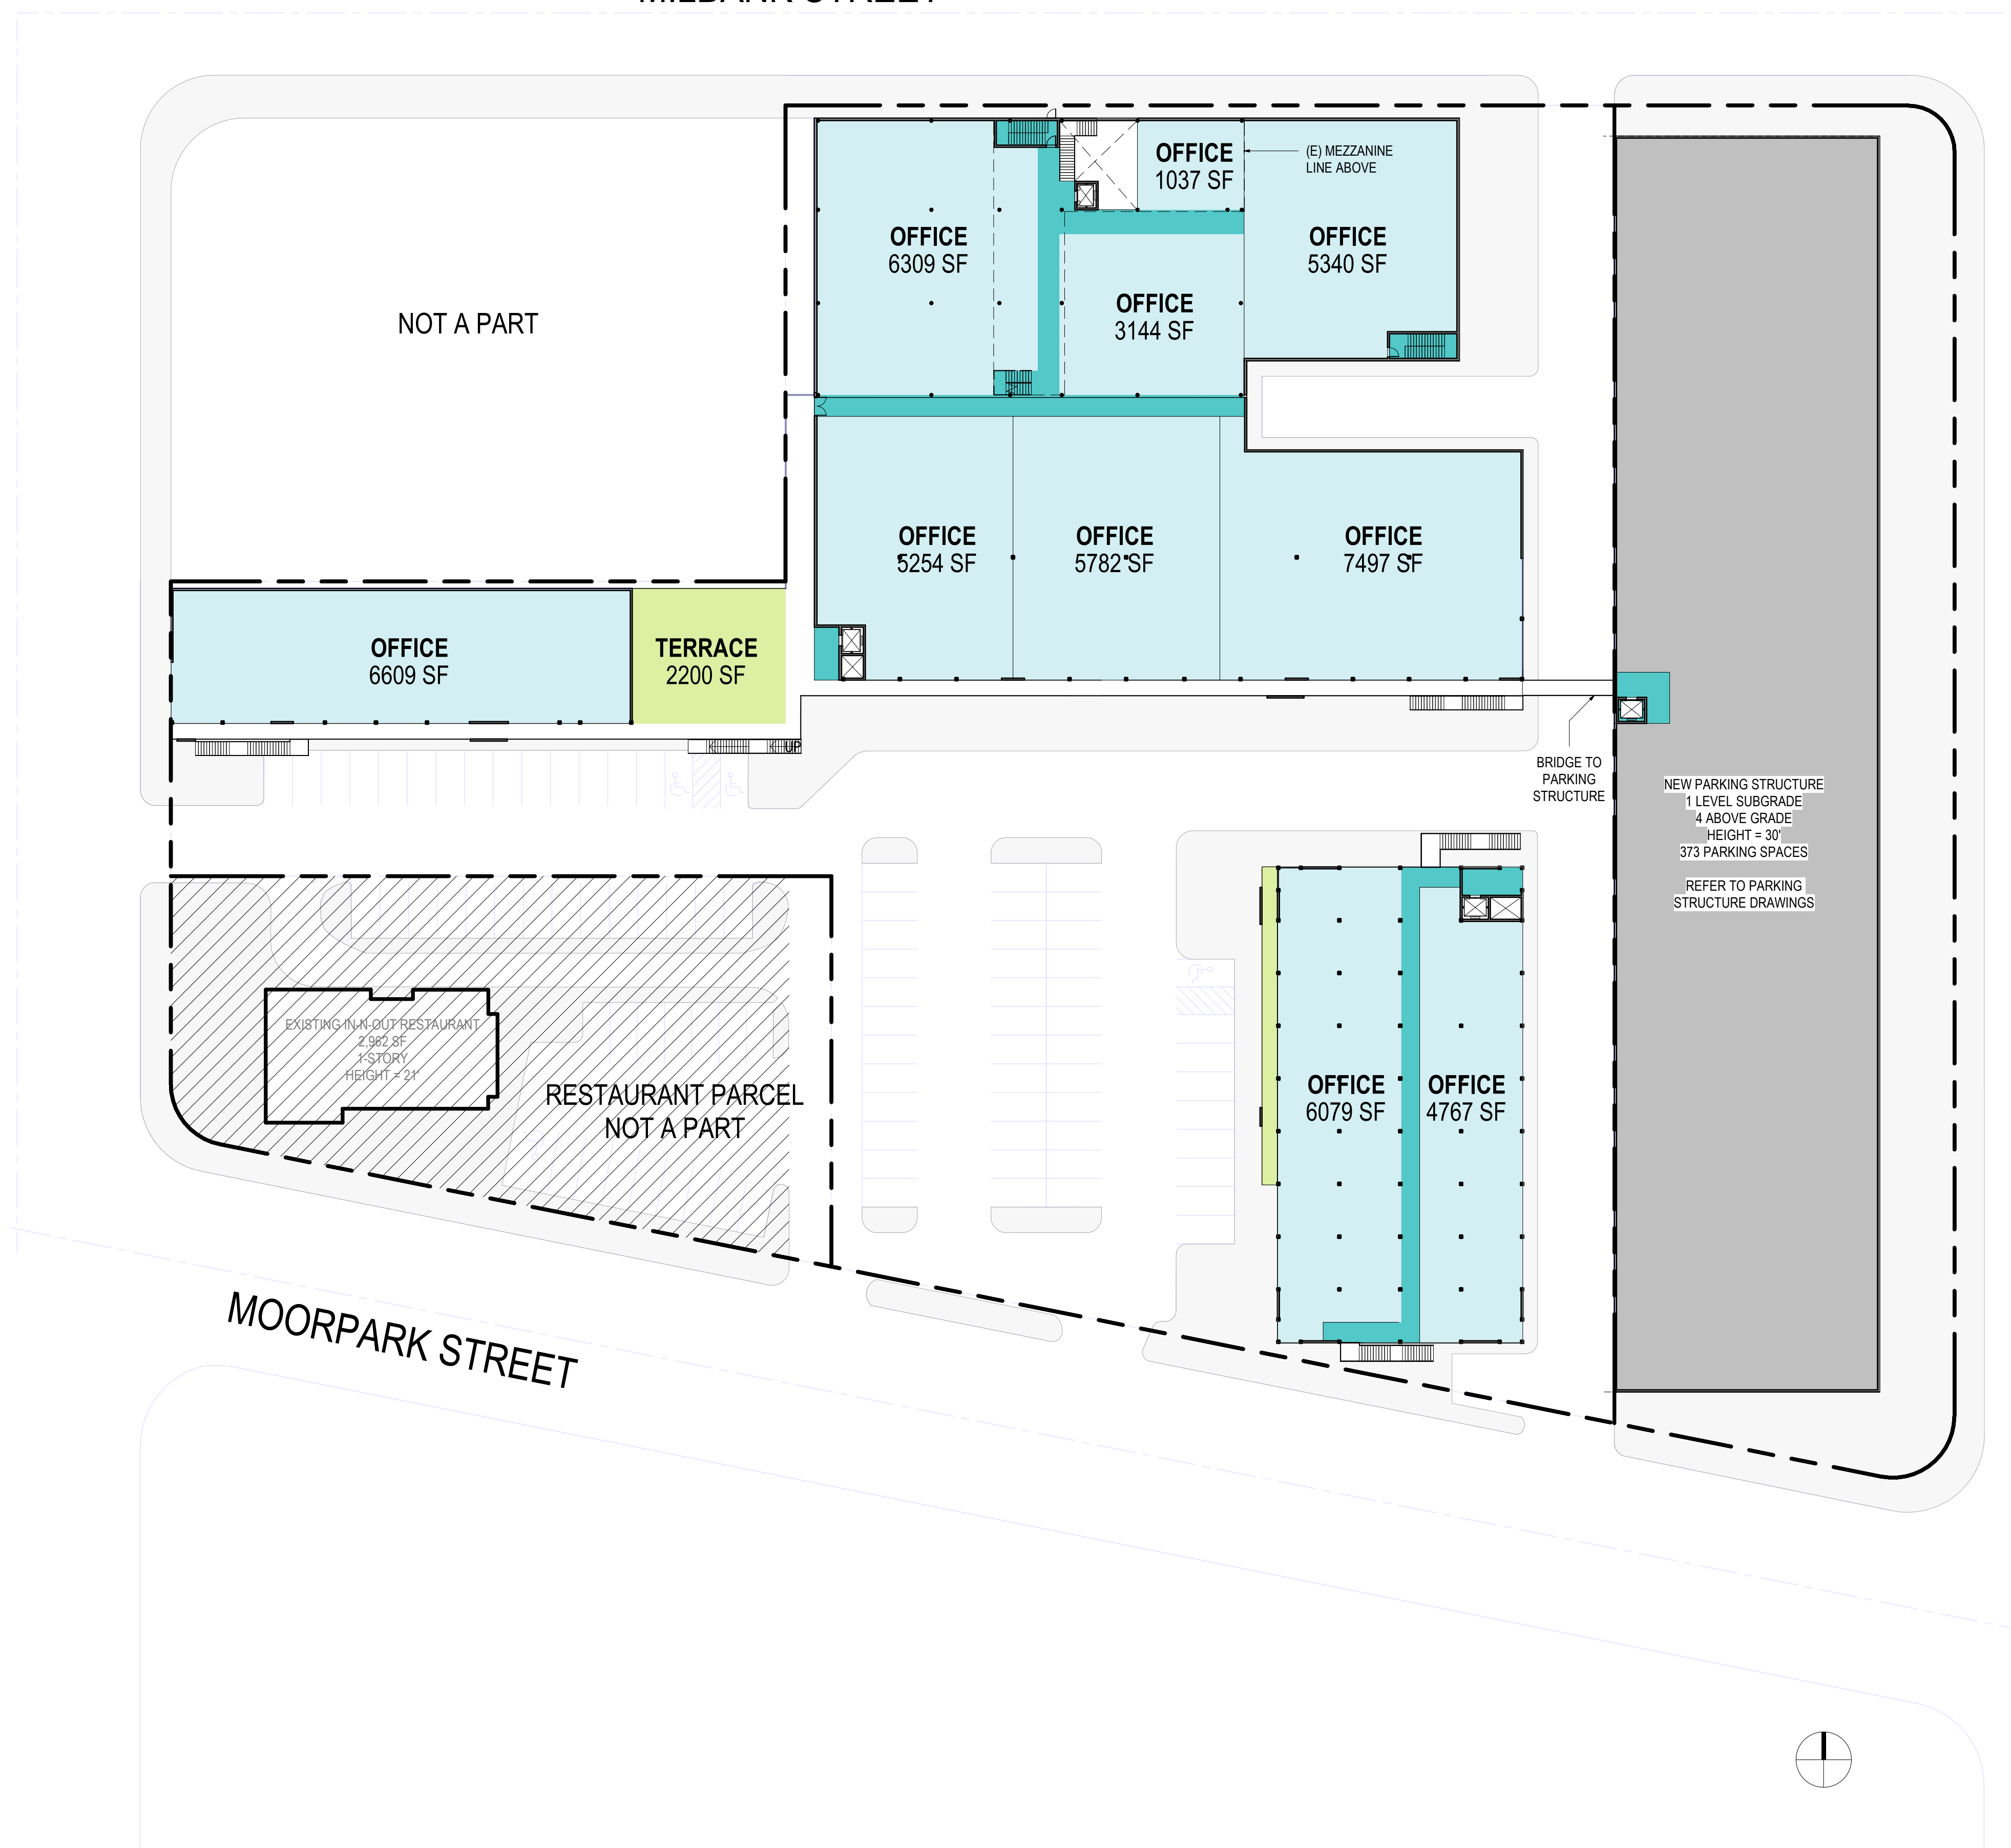 MILBANK STREET
OFFICE
1037 SF
(E) MEZZANINE
LINE ABOVE
OFFICE
6309 SF
OFFICE
5340 SF
OFFICE
3144 SF
NOT A PART
OFFICE
5254 SF
OFFICE
5782 SF
OFFICE
7497 SF
OFFICE
6609 SF
TERRACE
2200 SF
UP
BRIDGE TO
PARKING
STRUCTURE
NEW PARKING STRUCTURE
1 LEVEL SUBGRADE
4 ABOVE GRADE
HEIGHT = 30'
373 PARKING SPACES
REFER TO PARKING
STRUCTURE DRAWINGS
EXISTING IN-N-OUT RESTAURANT
2,962 SF
1-STORY
HEIGHT = 21'
RESTAURANT PARCEL
NOT A PART
OFFICE
6079 SF
OFFICE
4767 SF
MOORPARK STREET